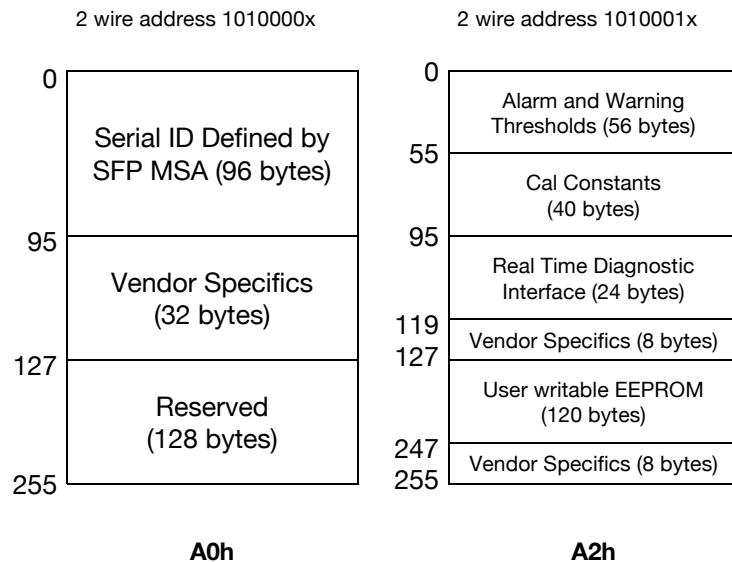 2 wire address 1010000x
0
Serial ID Defined by
SFP MSA (96 bytes)
95
Vendor Specifics
(32 bytes)
127
Reserved
(128 bytes)
255
A0h
2 wire address 1010001x
0
Alarm and Warning
Thresholds (56 bytes)
55
Cal Constants
(40 bytes)
95
Real Time Diagnostic
Interface (24 bytes)
119
Vendor Specifics (8 bytes)
127
User writable EEPROM
(120 bytes)
247
Vendor Specifics (8 bytes)
255
A2h